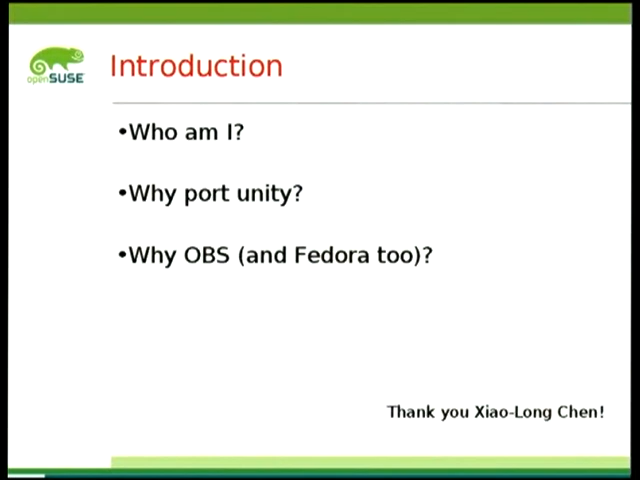 openSUSE
Introduction
•Who am I?
•Why port unity?
•Why OBS (and Fedora too)?
Thank you Xiao-Long Chen!